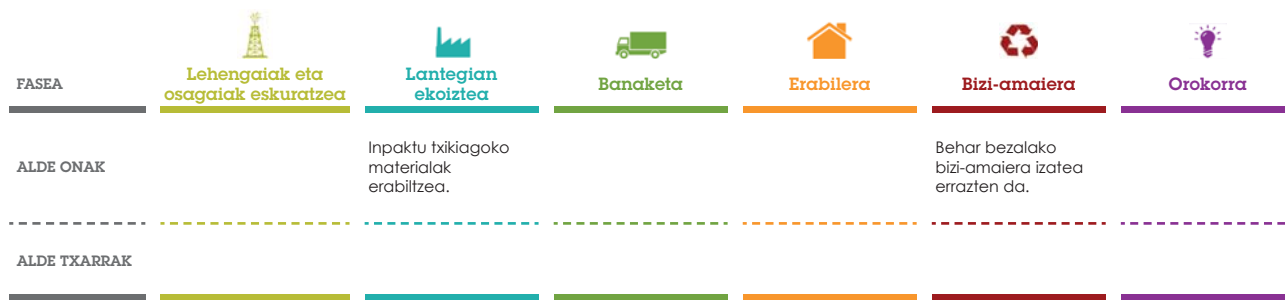 FASEA
Lehengaiak eta
osagaiak eskuratzea
Lantegian
ekoiztea
Banaketa
Erabilera
Bizi-amaiera
Orokorra
ALDE ONAK
Inpaktu txikiagoko
materialak
erabiltzea.
Behar bezalako
bizi-amaiera izatea
errazten da.
ALDE TXARRAK